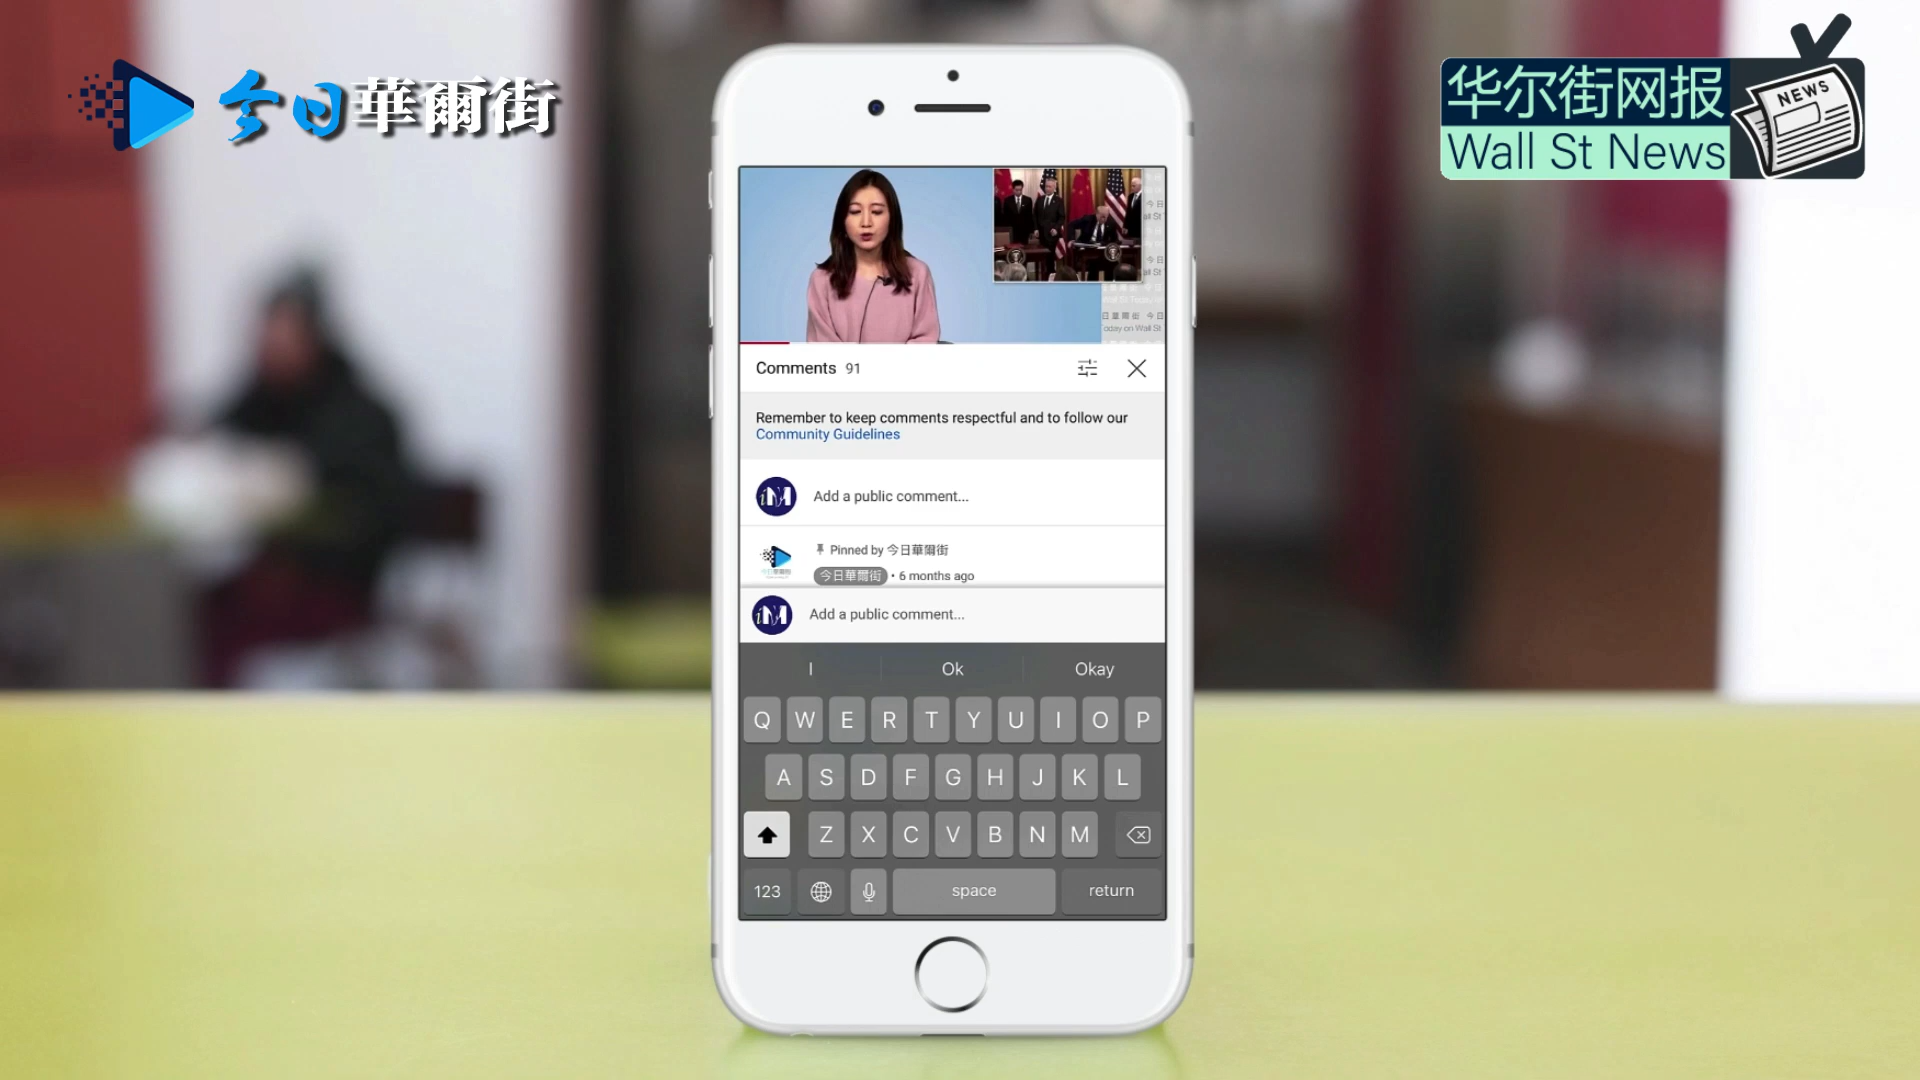 今日華爾街
华尔街网报
Wall St News
NEWS
Comments 91
Remember to keep comments respectful and to follow our
Community Guidelines
iM
Add a public comment...
Pinned by 今日華爾街
今日華爾街 • 6 months ago
iM
Add a public comment...
I Ok Okay
Q W E R T Y U I O P
A S D F G H J K L
Z X C V B N M
123 space return